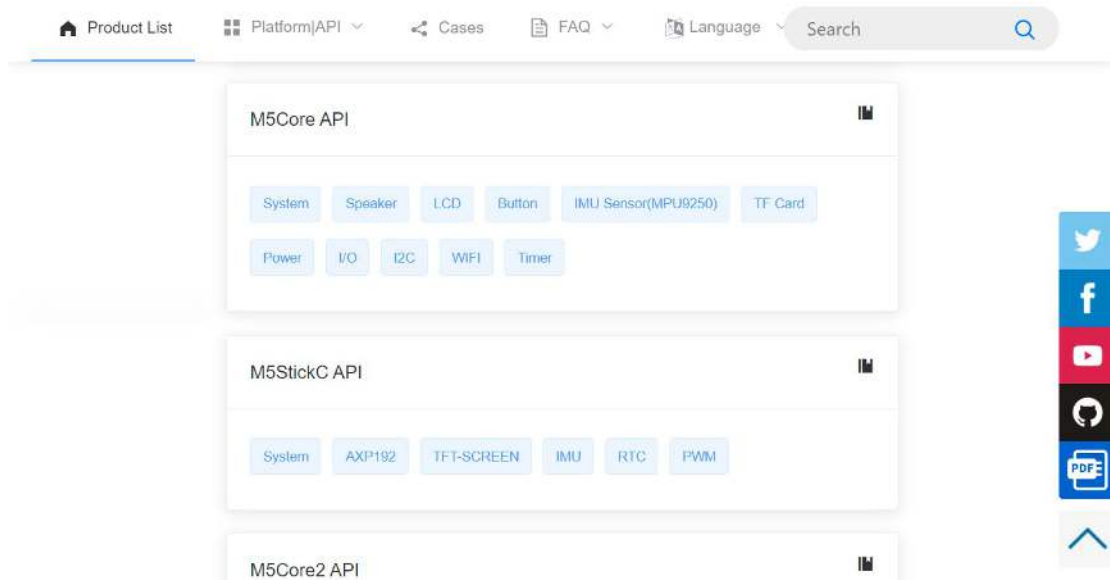 Product List Platform|API Cases FAQ Language Search
M5Core API
System Speaker LCD Button IMU Sensor(MPU9250) TF Card
Power I/O I2C WIFI Timer
M5StickC API
System AXP192 TFT-SCREEN IMU RTC PWM
PDF
M5Core2 API